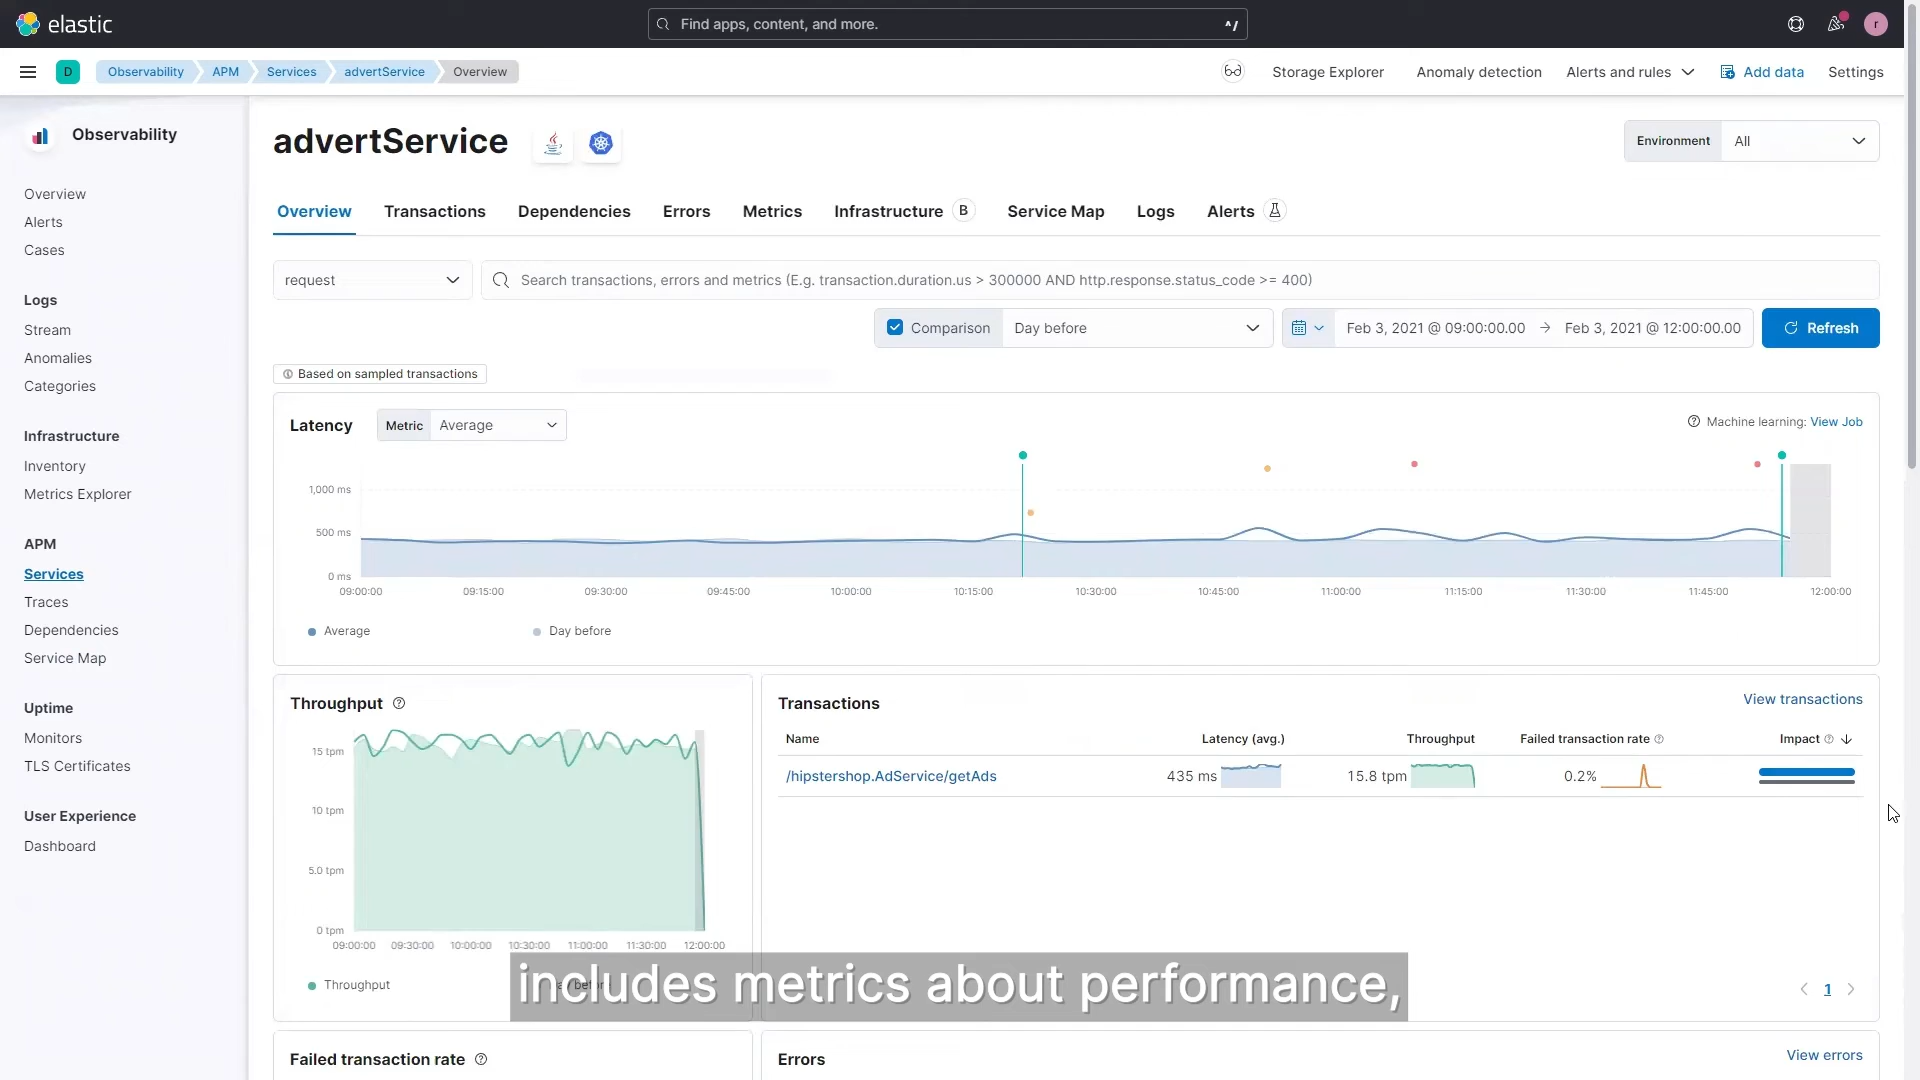 elastic
Find apps, content, and more.
^/
r
D
Observability
APM
Services
advertService
Overview
Storage Explorer
Anomaly detection
Alerts and rules
Add data
Settings
Observability
Overview
Alerts
Cases
Logs
Stream
Anomalies
Categories
Infrastructure
Inventory
Metrics Explorer
APM
Services
Traces
Dependencies
Service Map
Uptime
Monitors
TLS Certificates
User Experience
Dashboard
advertService
Environment All
Overview Transactions Dependencies Errors Metrics Infrastructure B Service Map Logs Alerts
request
Search transactions, errors and metrics (E.g. transaction.duration.us > 300000 AND http.response.status_code >= 400)
Comparison Day before
Feb 3, 2021 @ 09:00:00.00 → Feb 3, 2021 @ 12:00:00.00
Refresh
Based on sampled transactions
Latency
Metric Average
Machine learning: View Job
1,000 ms
500 ms
0 ms
09:00:00 09:15:00 09:30:00 09:45:00 10:00:00 10:15:00 10:30:00 10:45:00 11:00:00 11:15:00 11:30:00 11:45:00 12:00:00
Average Day before
Throughput
15 tpm
10 tpm
5.0 tpm
0 tpm
09:00:00 09:30:00 10:00:00 10:30:00 11:00:00 11:30:00 12:00:00
Throughput Day before
Transactions
View transactions
Name Latency (avg.) Throughput Failed transaction rate Impact
/hipstershop.AdService/getAds 435 ms 15.8 tpm 0.2%
1
includes metrics about performance,
Failed transaction rate
Errors
View errors